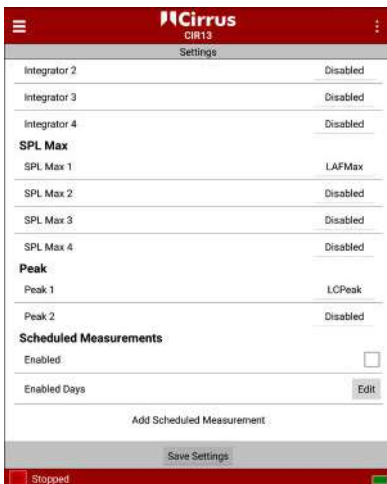 Cirrus
CIR13
Settings
Integrator 2 Disabled
Integrator 3 Disabled
Integrator 4 Disabled
SPL Max
SPL Max 1 LAFMax
SPL Max 2 Disabled
SPL Max 3 Disabled
SPL Max 4 Disabled
Peak
Peak 1 LCPeak
Peak 2 Disabled
Scheduled Measurements
Enabled
Enabled Days Edit
Add Scheduled Measurement
Save Settings
Stopped